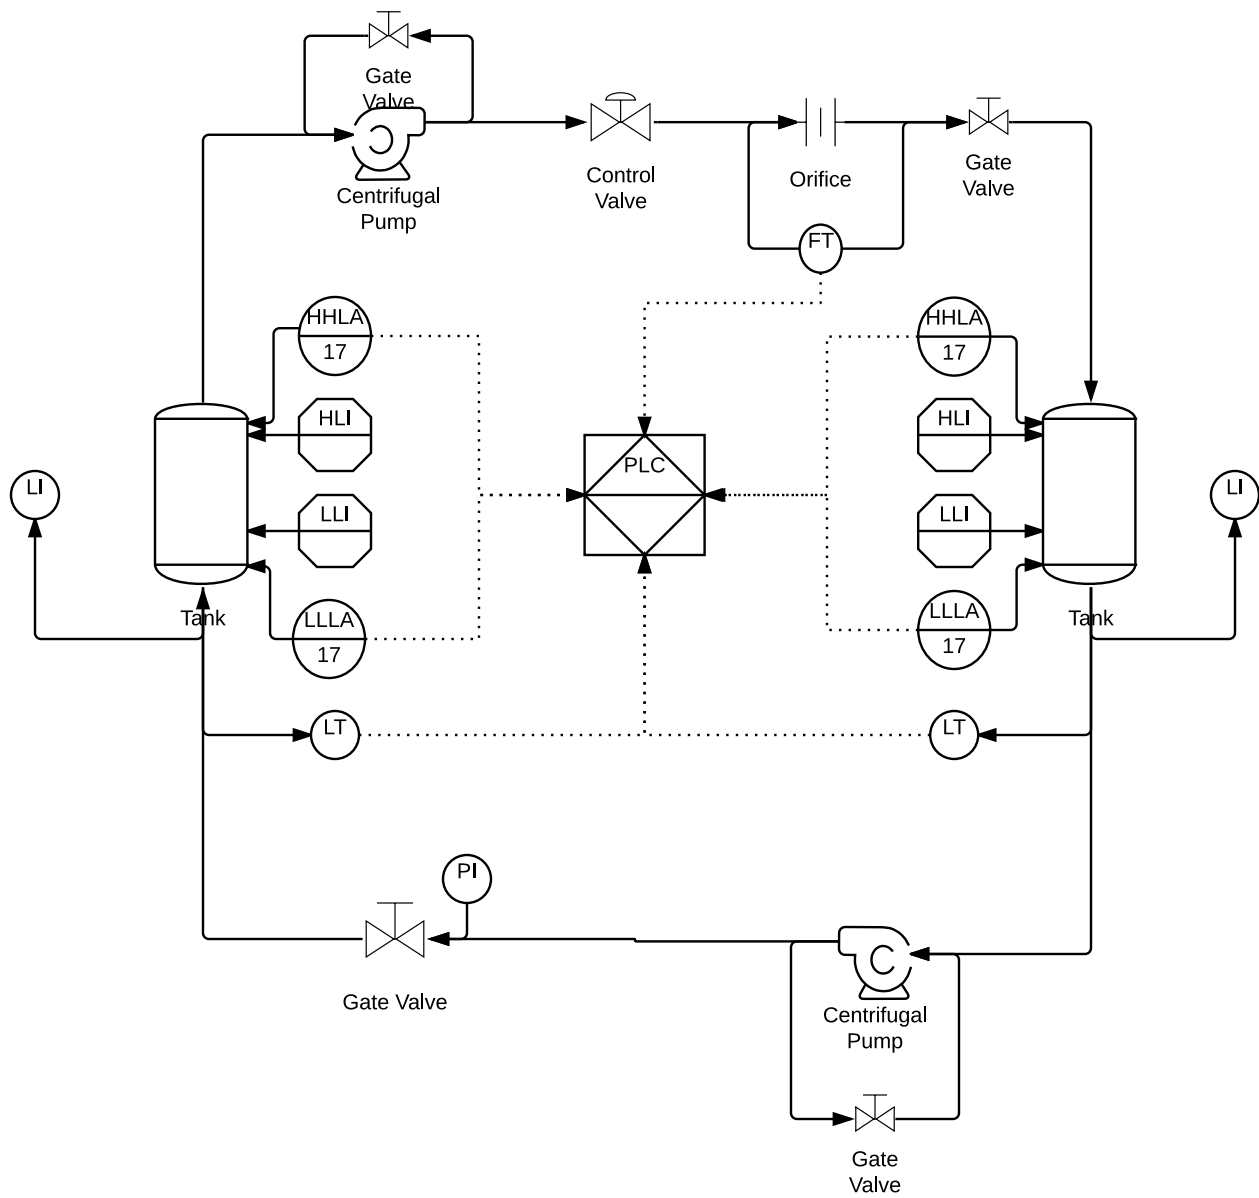 Gate
Valve
Centrifugal
Pump
Control
Valve
Orifice
Gate
Valve
FT
HHLA
17
HHLA
17
HLI
HLI
PLC
LI
LI
LLI
LLI
Tank
LLLA
17
LLLA
17
Tank
LT
LT
PI
Gate Valve
Centrifugal
Pump
Gate
Valve